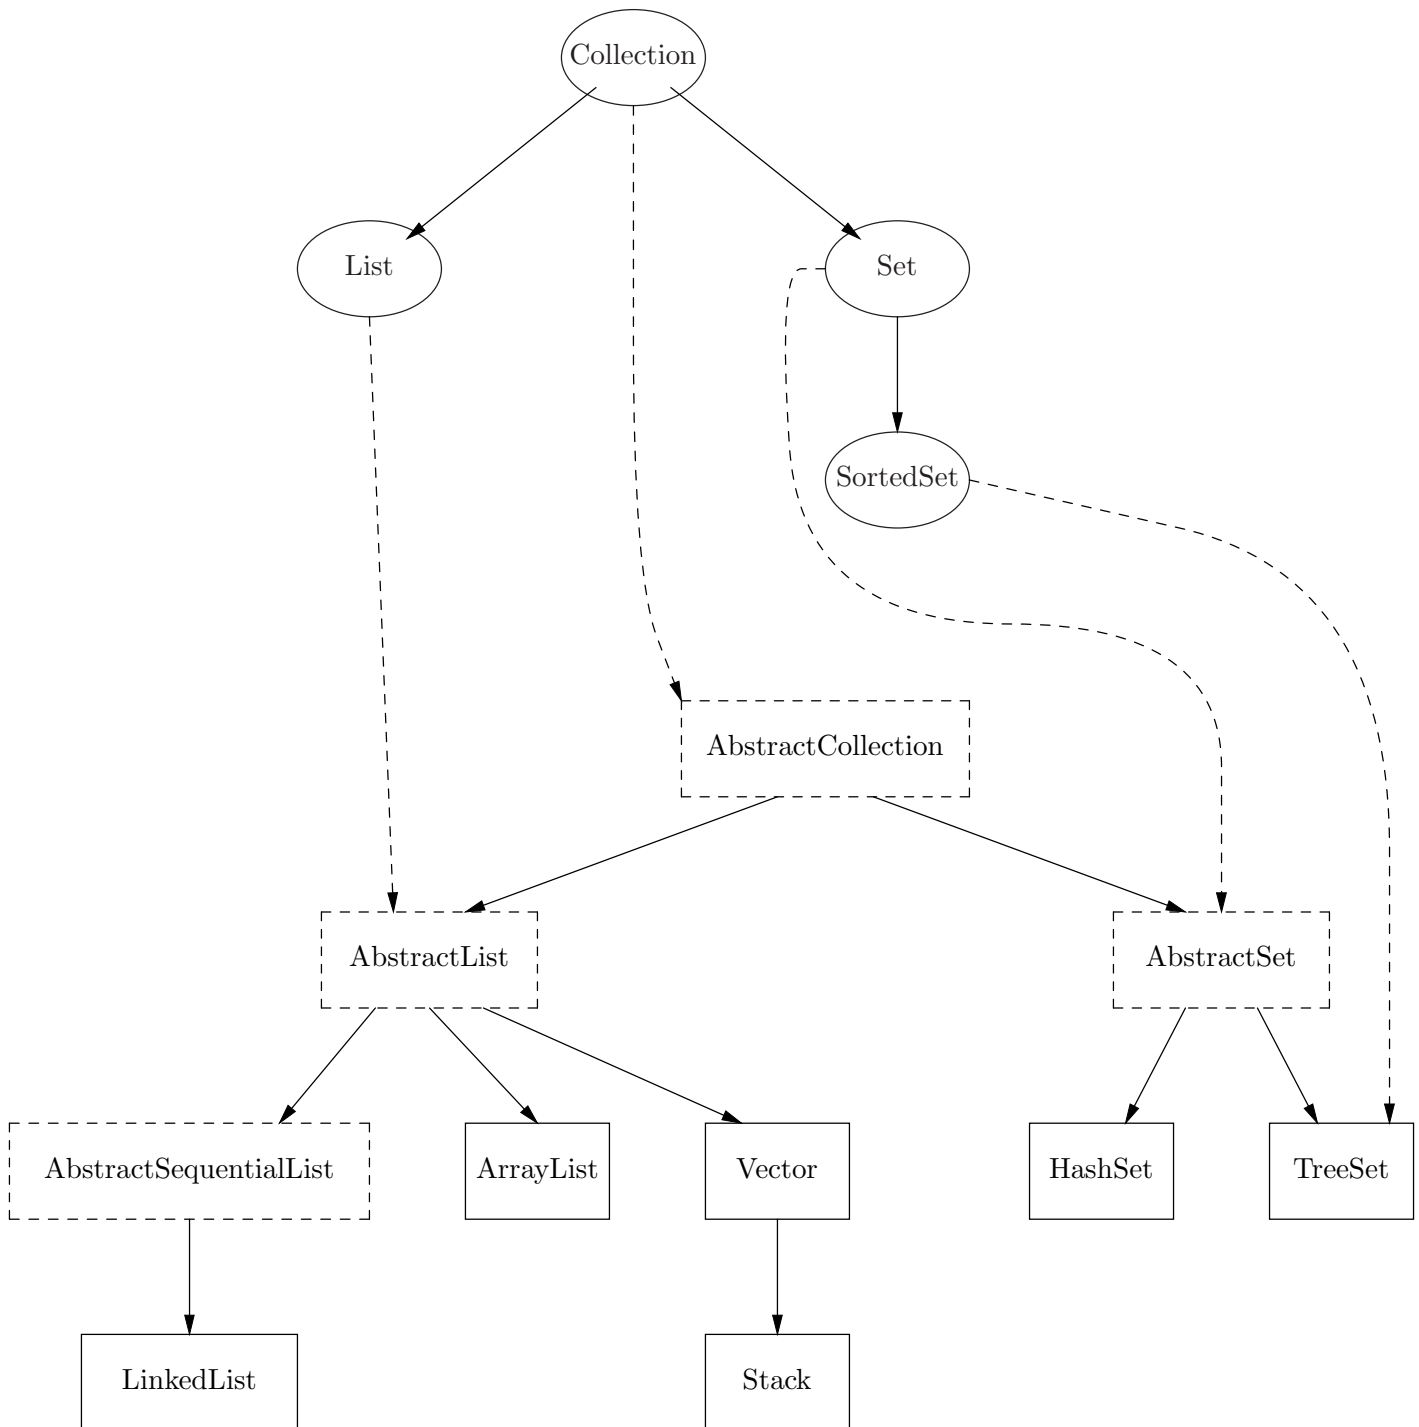 Collection
List
Set
SortedSet
AbstractCollection
AbstractList
AbstractSet
AbstractSequentialList
ArrayList
Vector
HashSet
TreeSet
LinkedList
Stack